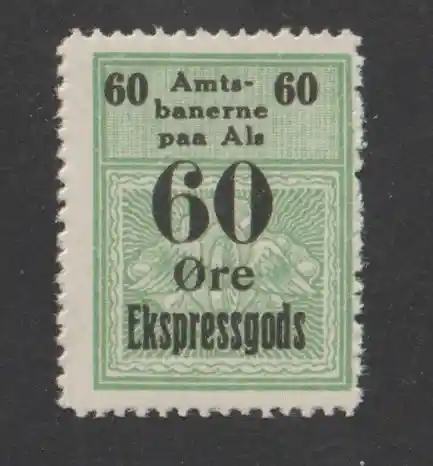 60 Amts- 60
banerne
paa Als
60
Øre
Ekspressgods